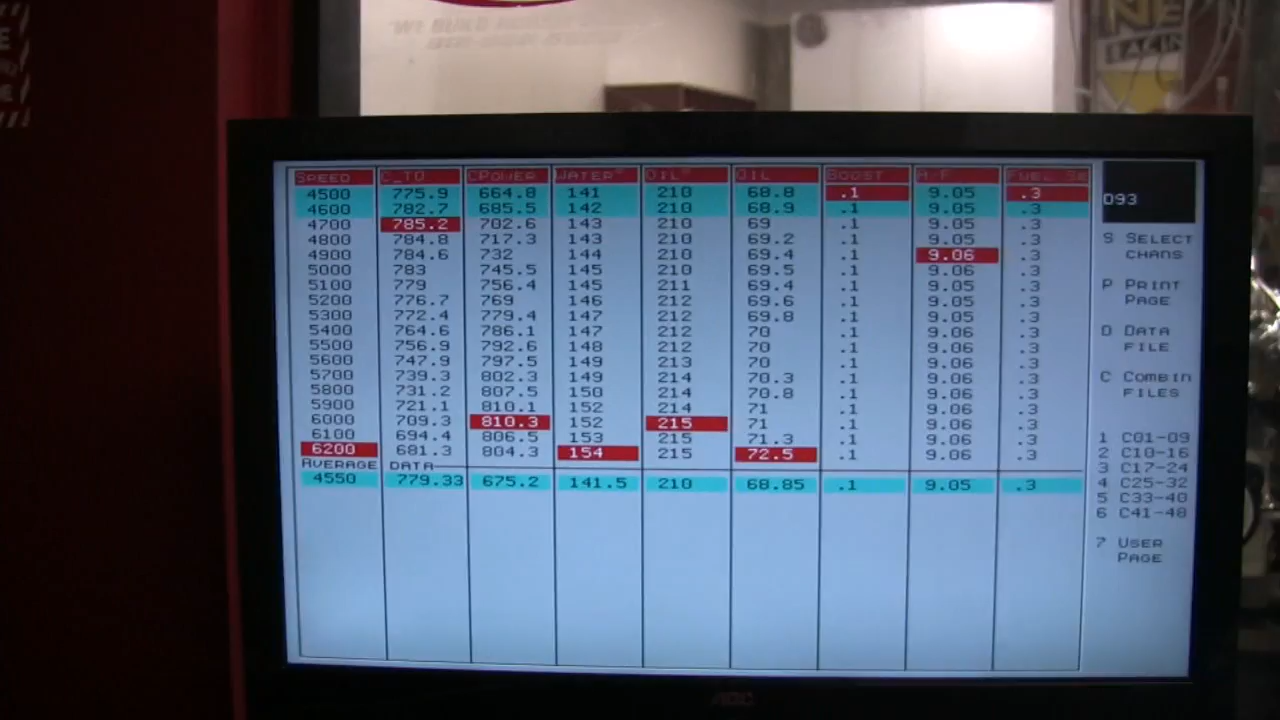 WE BUILD
NE
RACIN
SPEED C_TQ CPOWER WATER° OIL° OIL BOOST A/F
4500 775.9 664.8 141 210 68.8 .1 9.05 .3
4600 782.7 685.5 142 210 68.9 .1 9.05 .3
4700 785.2 702.6 143 210 69 .1 9.05 .3
4800 784.8 717.3 143 210 69.2 .1 9.05 .3
4900 784.6 732 144 210 69.4 .1 9.06 .3
5000 783 745.5 145 210 69.5 .1 9.06 .3
5100 779 756.4 145 211 69.4 .1 9.05 .3
5200 776.7 769 146 212 69.6 .1 9.05 .3
5300 772.4 779.4 147 212 69.8 .1 9.05 .3
5400 764.6 786.1 147 212 70 .1 9.06 .3
5500 756.9 792.6 148 212 70 .1 9.06 .3
5600 747.9 797.5 149 213 70 .1 9.06 .3
5700 739.3 802.3 149 214 70.3 .1 9.06 .3
5800 731.2 807.5 150 214 70.8 .1 9.06 .3
5900 721.1 810.1 152 214 71 .1 9.06 .3
6000 709.3 810.3 152 215 71 .1 9.06 .3
6100 694.4 806.5 153 215 71.3 .1 9.06 .3
6200 681.3 804.3 154 215 72.5 .1 9.06 .3
AVERAGE DATA
4550 779.33 675.2 141.5 210 68.85 .1 9.05 .3
093
S SELECT
CHANS
P PRINT
PAGE
D DATA
FILE
C COMBIN
FILES
1 C01-09
2 C10-16
3 C17-24
4 C25-32
5 C33-40
6 C41-48
7 USER
PAGE
AOC